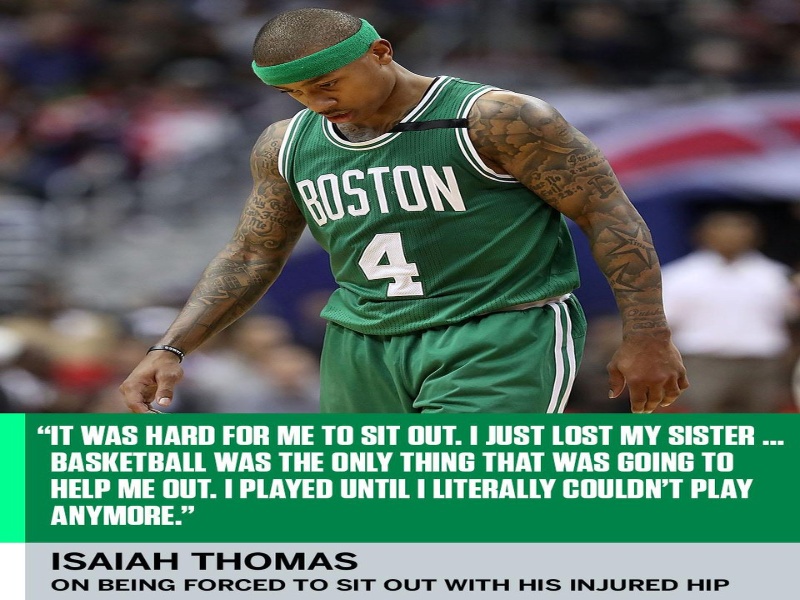 BOSTON
4
“IT WAS HARD FOR ME TO SIT OUT. I JUST LOST MY SISTER ...
BASKETBALL WAS THE ONLY THING THAT WAS GOING TO
HELP ME OUT. I PLAYED UNTIL I LITERALLY COULDN’T PLAY
ANYMORE.”
ISAIAH THOMAS
ON BEING FORCED TO SIT OUT WITH HIS INJURED HIP